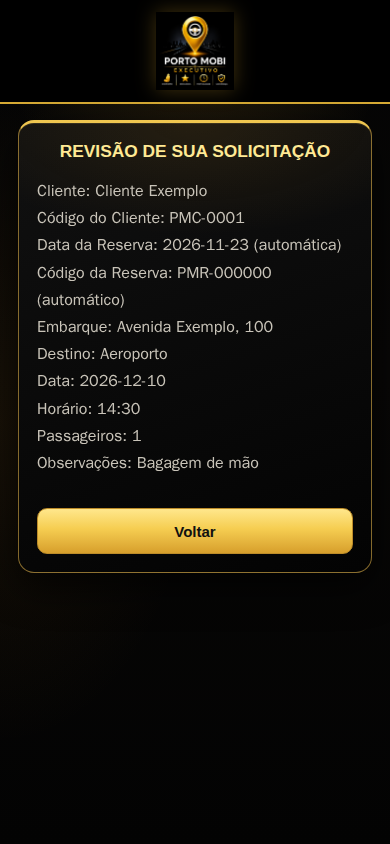 PORTO MOBI
EXECUTIVO
REVISÃO DE SUA SOLICITAÇÃO
Cliente: Cliente Exemplo
Código do Cliente: PMC-0001
Data da Reserva: 2026-11-23 (automática)
Código da Reserva: PMR-000000
(automático)
Embarque: Avenida Exemplo, 100
Destino: Aeroporto
Data: 2026-12-10
Horário: 14:30
Passageiros: 1
Observações: Bagagem de mão
Voltar